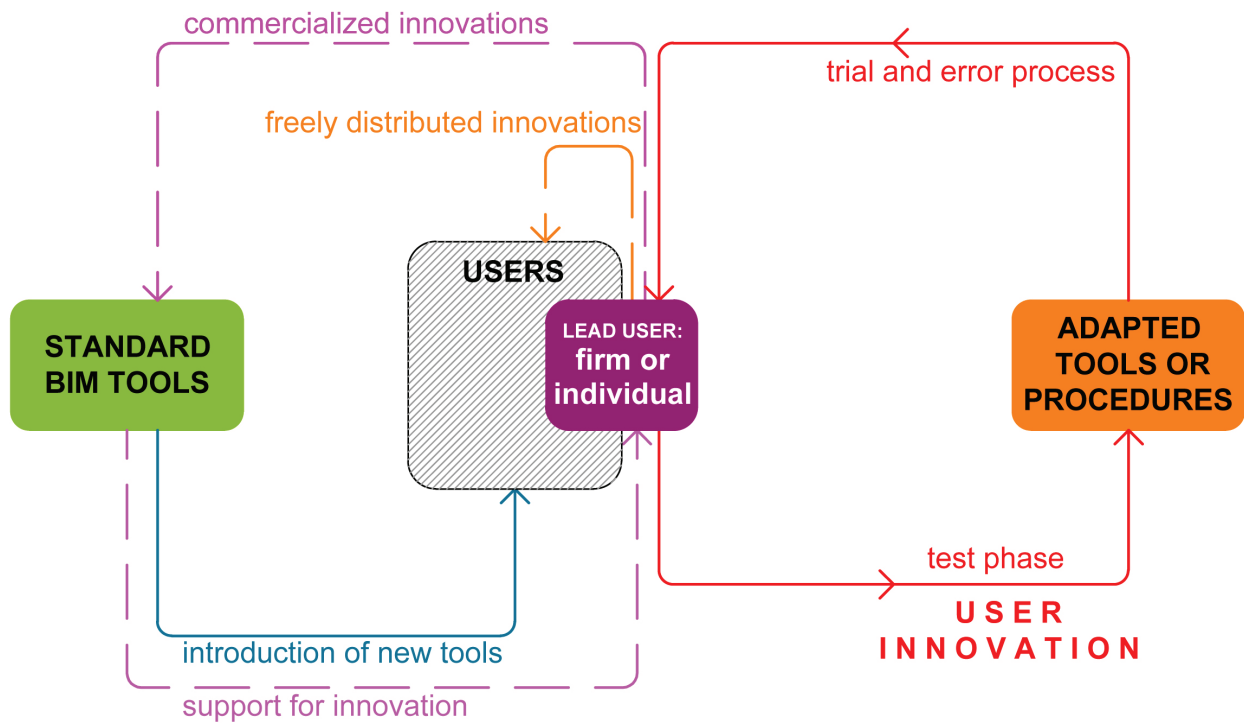 commercialized innovations
trial and error process
freely distributed innovations
USERS
STANDARD
BIM TOOLS
LEAD USER:
firm or
individual
ADAPTED
TOOLS OR
PROCEDURES
test phase
USER
INNOVATION
introduction of new tools
support for innovation